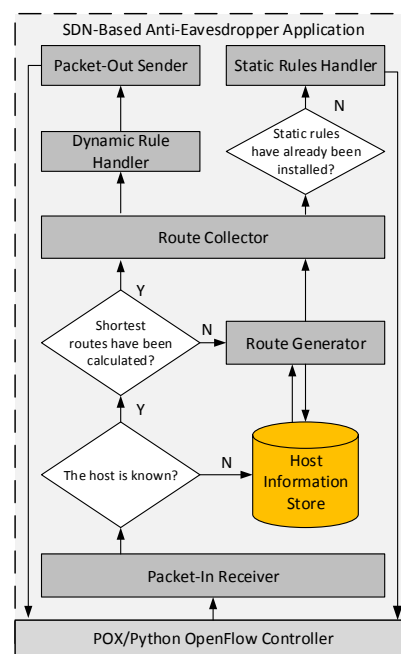 SDN-Based Anti-Eavesdropper Application
Packet-Out Sender
Static Rules Handler
N
Static rules
have already been
installed?
Dynamic Rule
Handler
Route Collector
Y
Shortest
routes have been
calculated?
N
Route Generator
Y
The host is known?
N
Host
Information
Store
Packet-In Receiver
POX/Python OpenFlow Controller